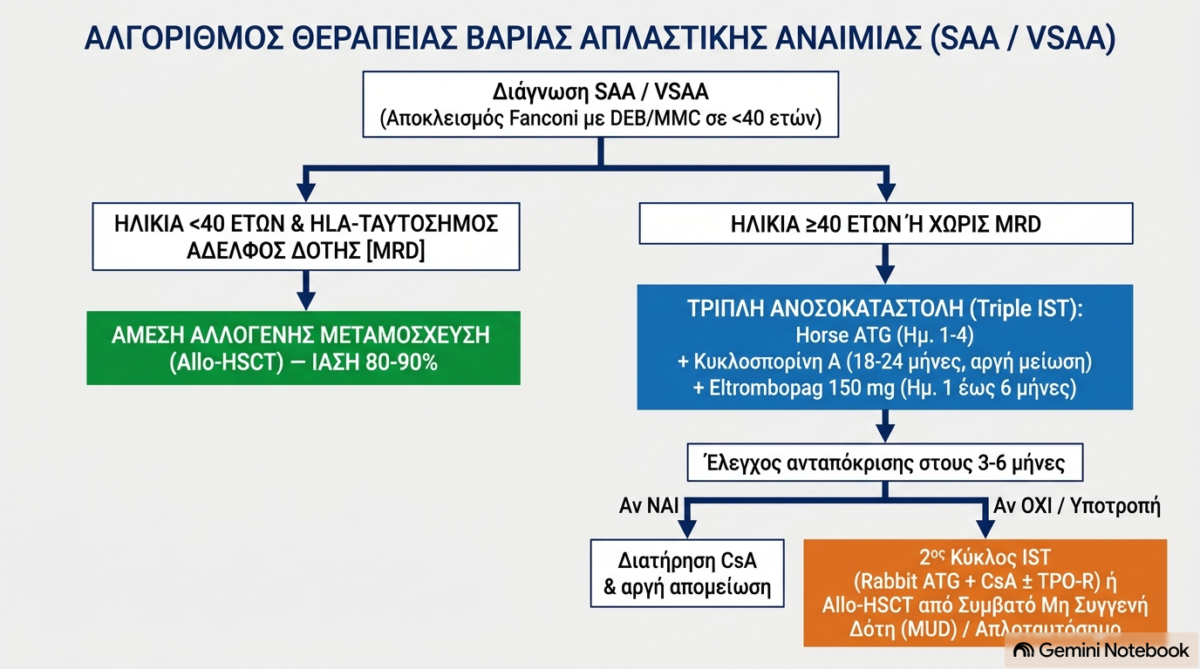 ΑΛΓΟΡΙΘΜΟΣ ΘΕΡΑΠΕΙΑΣ ΒΑΡΙΑΣ ΑΠΛΑΣΤΙΚΗΣ ΑΝΑΙΜΙΑΣ (SAA / VSAA)
Διάγνωση SAA / VSAA
(Αποκλεισμός Fanconi με DEB/MMC σε <40 ετών)
ΗΛΙΚΙΑ <40 ΕΤΩΝ & HLA-ΤΑΥΤΟΣΗΜΟΣ
ΑΔΕΛΦΟΣ ΔΟΤΗΣ [MRD]
ΑΜΕΣΗ ΑΛΛΟΓΕΝΗΣ ΜΕΤΑΜΟΣΧΕΥΣΗ
(Allo-HSCT) — ΙΑΣΗ 80-90%
ΗΛΙΚΙΑ ≥40 ΕΤΩΝ Ή ΧΩΡΙΣ MRD
ΤΡΙΠΛΗ ΑΝΟΣΟΚΑΤΑΣΤΟΛΗ (Triple IST):
Horse ATG (Ημ. 1-4)
+ Κυκλοσπορίνη Α (18-24 μήνες, αργή μείωση)
+ Eltrombopag 150 mg (Ημ. 1 έως 6 μήνες)
Έλεγχος ανταπόκρισης στους 3-6 μήνες
Αν ΝΑΙ
Αν ΟΧΙ / Υποτροπή
Διατήρηση CsA
& αργή απομείωση
2ος Κύκλος IST
(Rabbit ATG + CsA ± TPO-R) ή
Allo-HSCT από Συμβατό Μη Συγγενή
Δότη (MUD) / Απλοταυτόσημο
Gemini Notebook